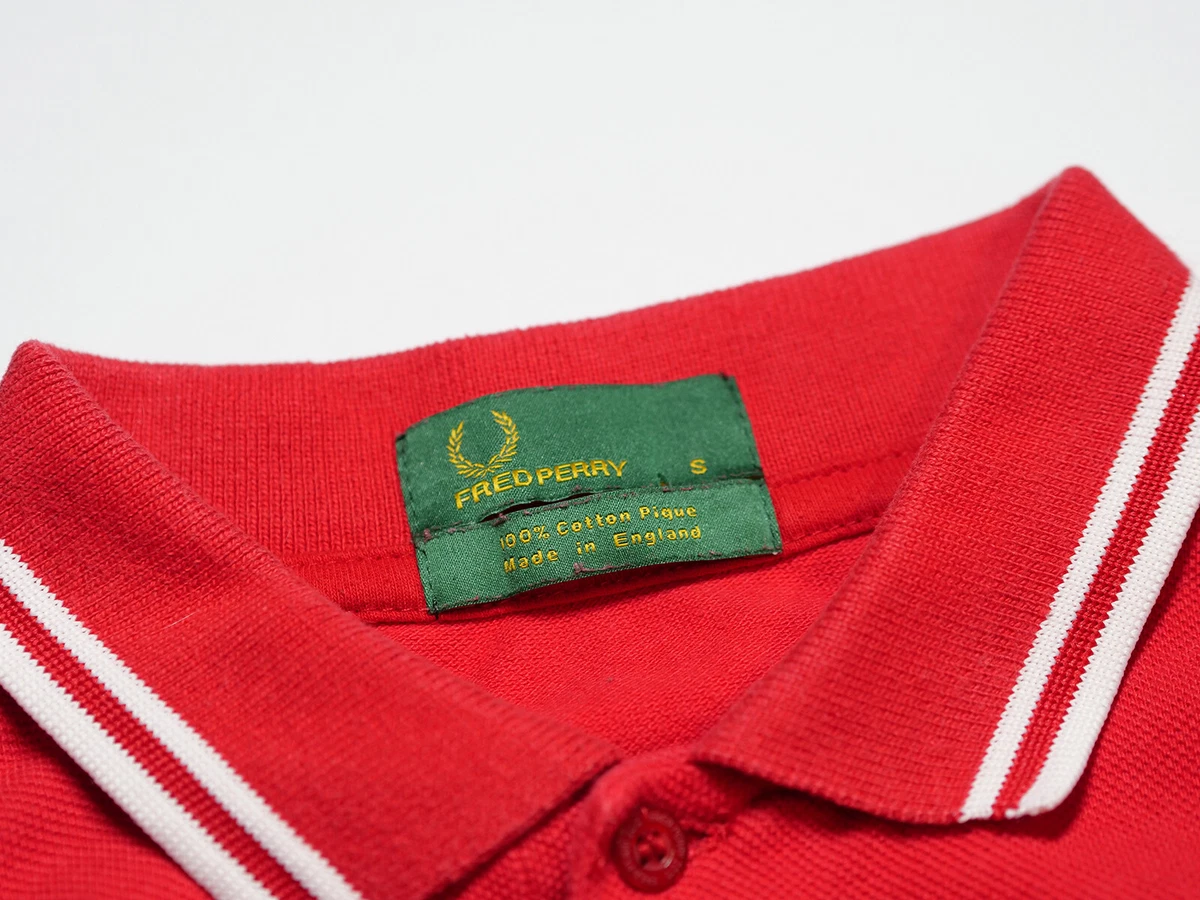 FRED PERRY S
100% Cotton Pique
Made in England